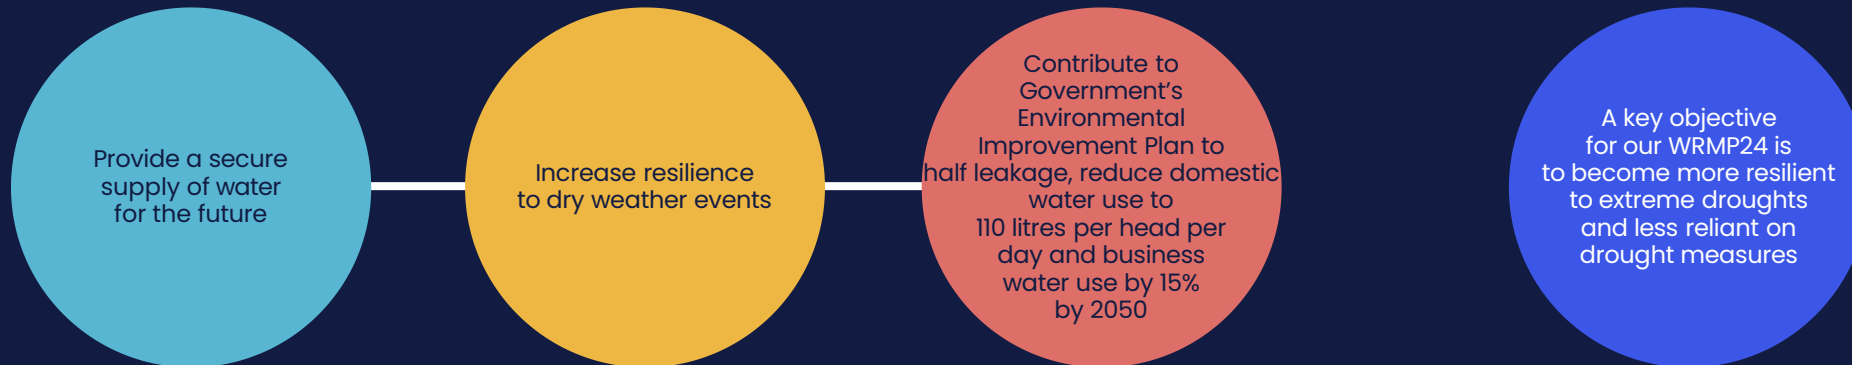 Provide a secure
supply of water
for the future
Increase resilience
to dry weather events
Contribute to
Government’s
Environmental
Improvement Plan to
half leakage, reduce domestic
water use to
110 litres per head per
day and business
water use by 15%
by 2050
A key objective
for our WRMP24 is
to become more resilient
to extreme droughts
and less reliant on
drought measures